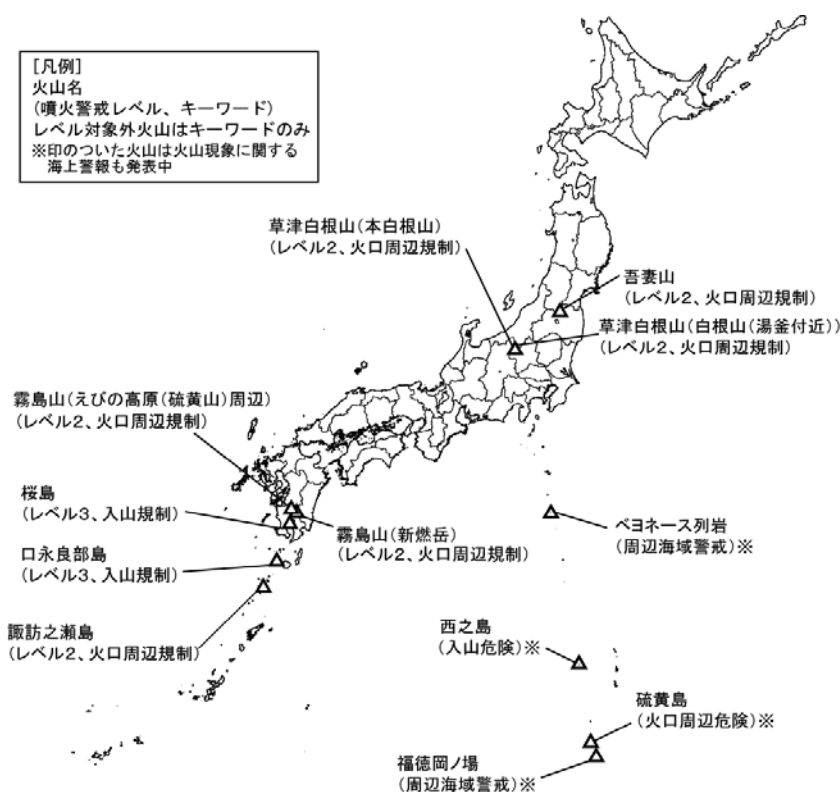 [凡例]
火山名
(噴火警戒レベル、キーワード)
レベル対象外火山はキーワードのみ
※印のついた火山は火山現象に関する
海上警報も発表中
草津白根山(本白根山)
(レベル2、火口周辺規制)
吾妻山
(レベル2、火口周辺規制)
草津白根山(白根山(湯釜付近))
(レベル2、火口周辺規制)
霧島山(えびの高原(硫黄山)周辺)
(レベル2、火口周辺規制)
桜島
(レベル3、入山規制)
口永良部島
(レベル3、入山規制)
諏訪之瀬島
(レベル2、火口周辺規制)
霧島山(新燃岳)
(レベル2、火口周辺規制)
ベヨネース列岩
(周辺海域警戒)※
西之島
(入山危険)※
硫黄島
(火口周辺危険)※
福徳岡ノ場
(周辺海域警戒)※